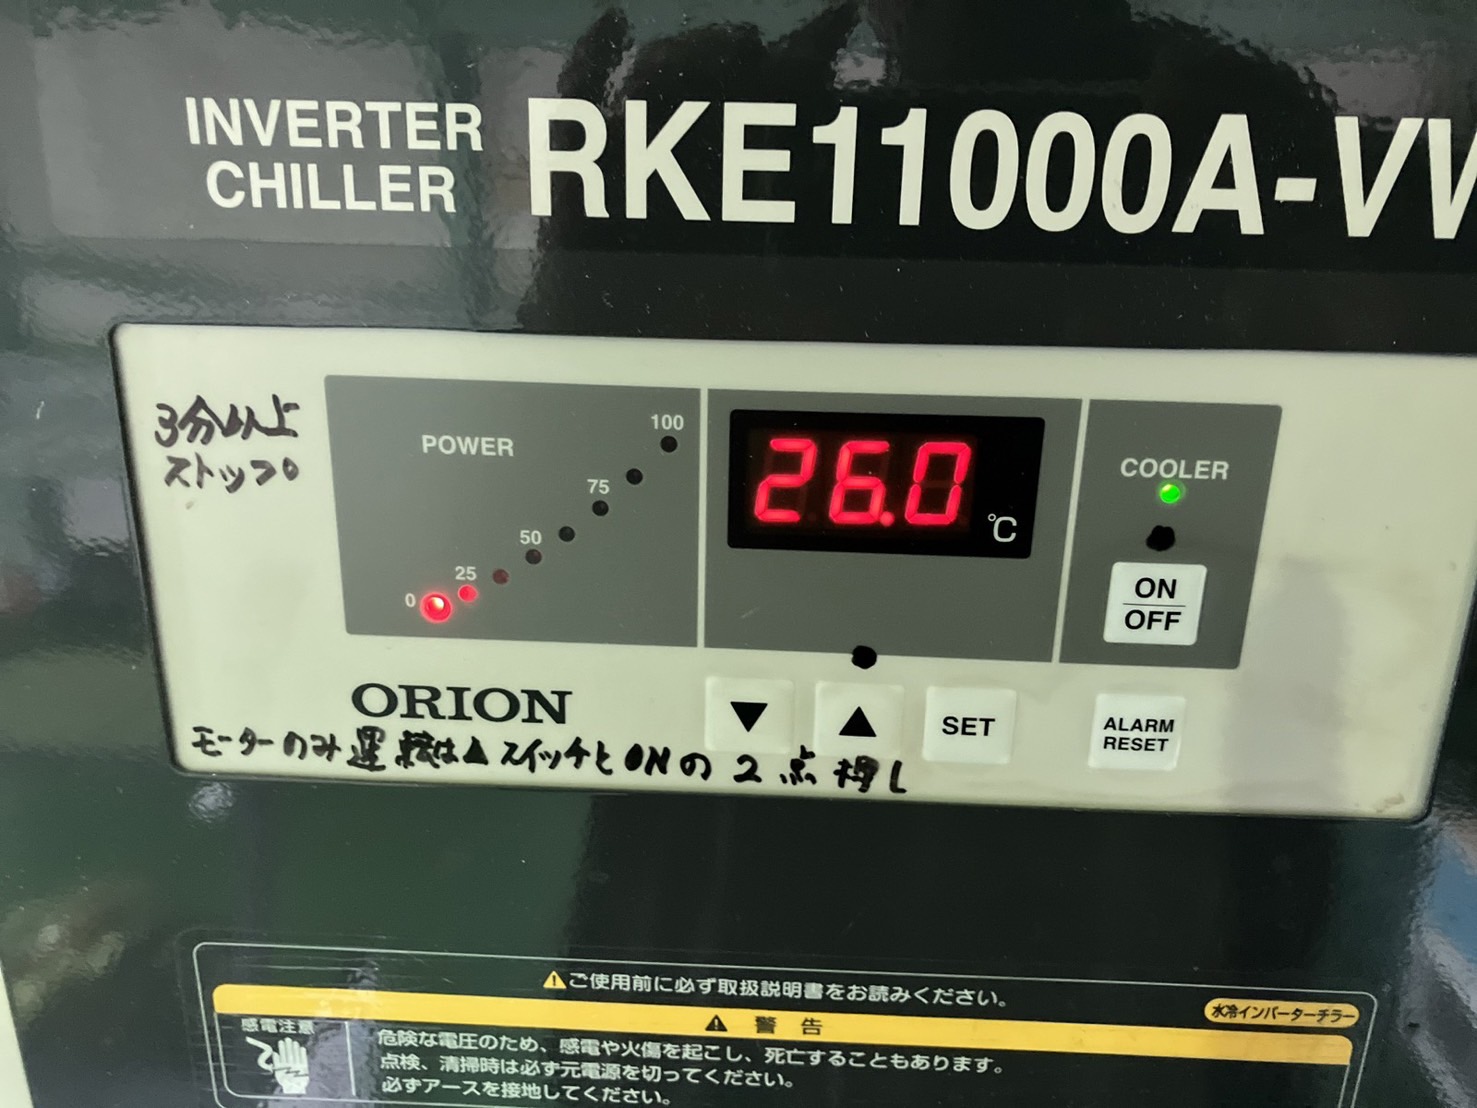 INVERTER
CHILLER
RKE11000A-VW
3分以上
ストップ
POWER
100
75
50
25
0
26.0
℃
COOLER
ON
OFF
ORION
▼
▲
SET
ALARM
RESET
モーターのみ運転は▲スイッチとONの2点押し
⚠ご使用前に必ず取扱説明書をお読みください。
水冷インバーターチラー
⚠ 警告
感電注意
危険な電圧のため、感電や火傷を起こし、死亡することもあります。
点検、清掃時は必ず元電源を切ってください。
必ずアースを接地してください。